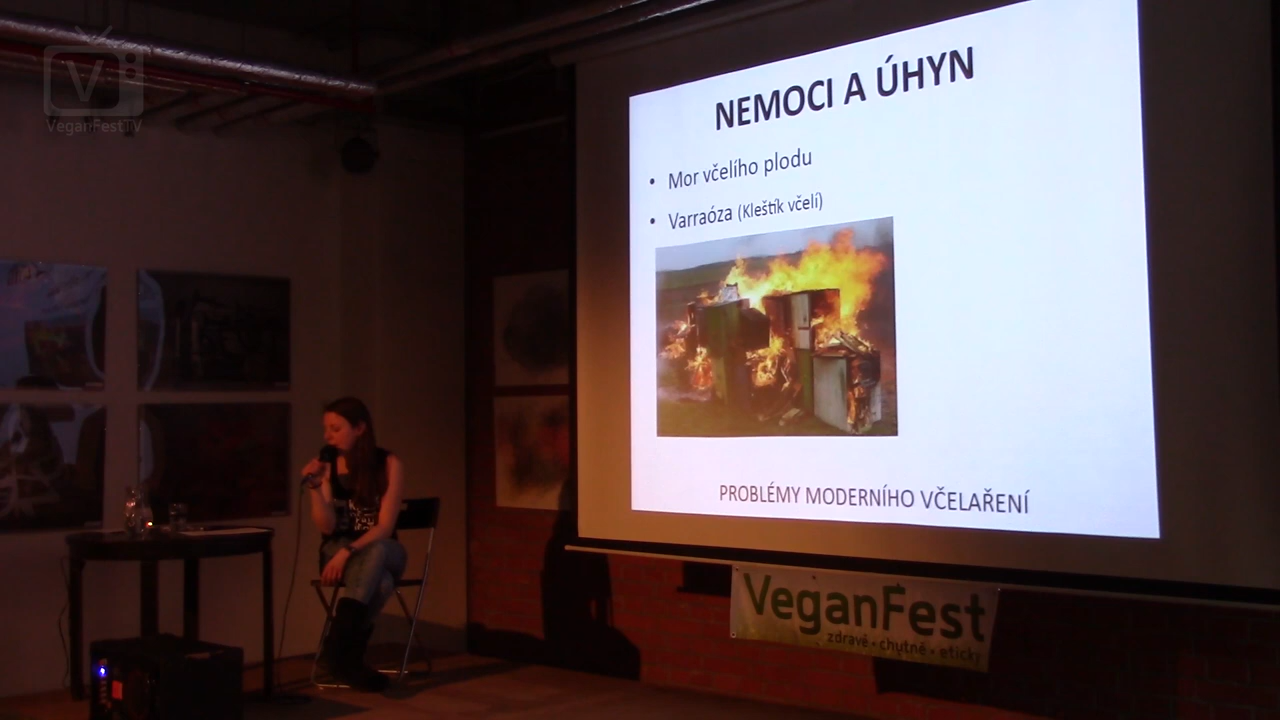 V
VeganFestTV
NEMOCI A ÚHYN
• Mor včelího plodu
• Varraóza (Kleštík včelí)
PROBLÉMY MODERNÍHO VČELAŘENÍ
VeganFest
zdravě • chutně • eticky